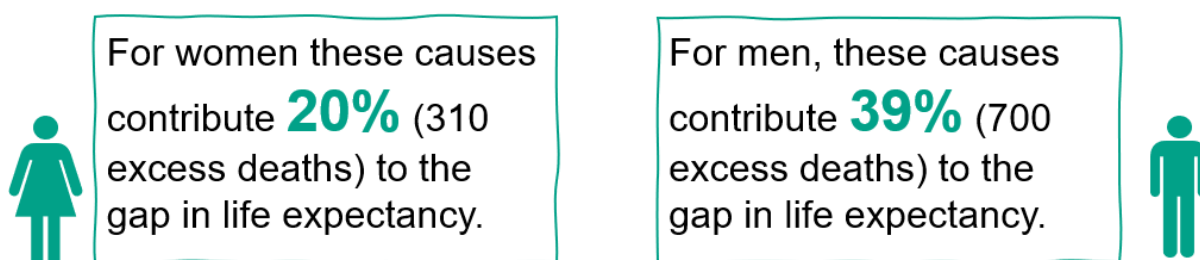 For women these causes
contribute 20% (310
excess deaths) to the
gap in life expectancy.
For men, these causes
contribute 39% (700
excess deaths) to the
gap in life expectancy.